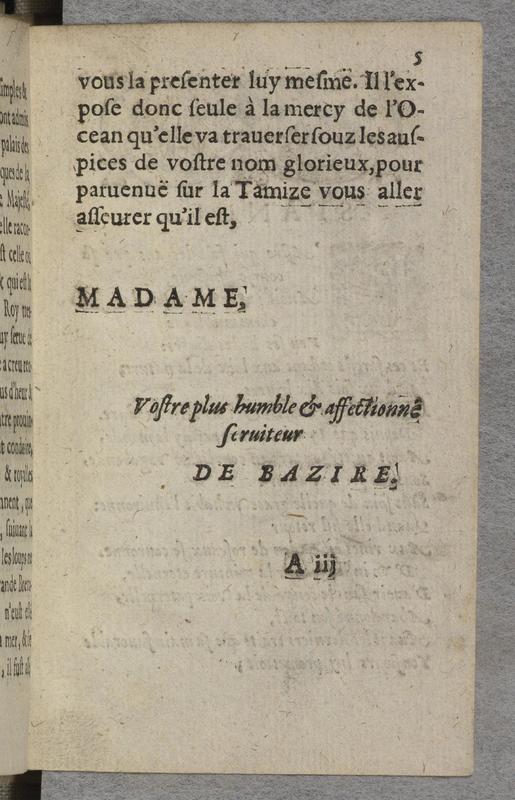 5
vous la preſenter luy meſme. Il l'ex-
poſe donc ſeule à la mercy de l'O-
cean qu'elle va trauerſer ſouz les auſ-
pices de voſtre nom glorieux, pour
paruenuë ſur la Tamize vous aller
aſſeurer qu'il eſt,
MADAME,
Voſtre plus humble & affectionné
ſeruiteur
DE BAZIRE.
A iij